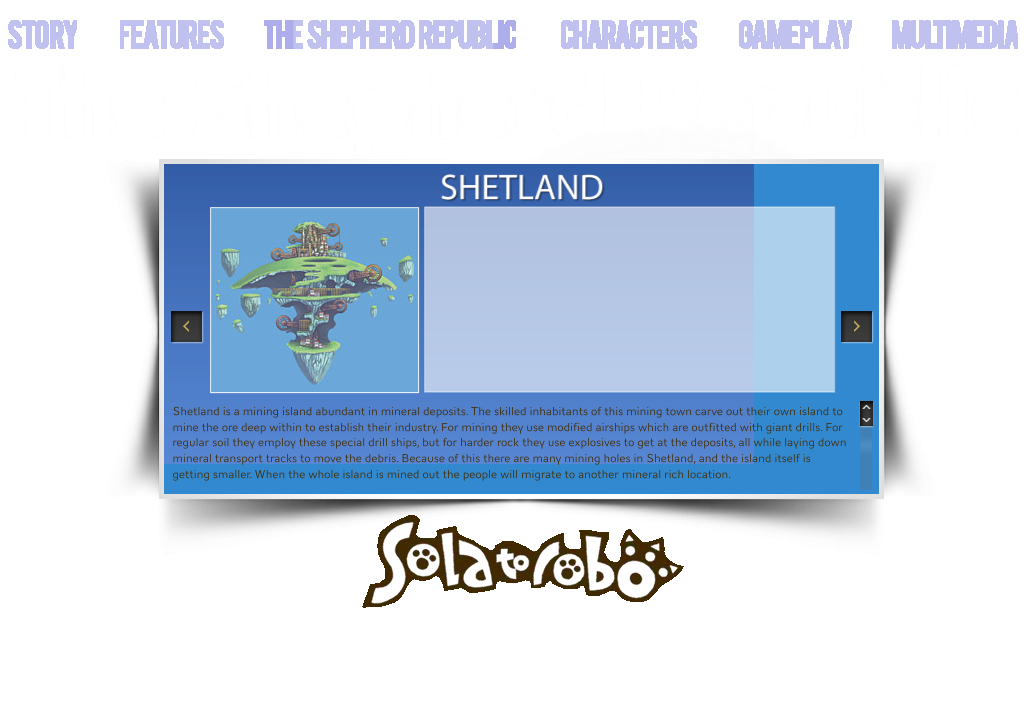 STORY FEATURES THE SHEPHERD REPUBLIC CHARACTERS GAMEPLAY MULTIMEDIA
SHETLAND
Shetland is a mining island abundant in mineral deposits. The skilled inhabitants of this mining town carve out their own island to
mine the ore deep within to establish their industry. For mining they use modified airships which are outfitted with giant drills. For
regular soil they employ these special drill ships, but for harder rock they use explosives to get at the deposits, all while laying down
mineral transport tracks to move the debris. Because of this there are many mining holes in Shetland, and the island itself is
getting smaller. When the whole island is mined out the people will migrate to another mineral rich location.
Solatorobo